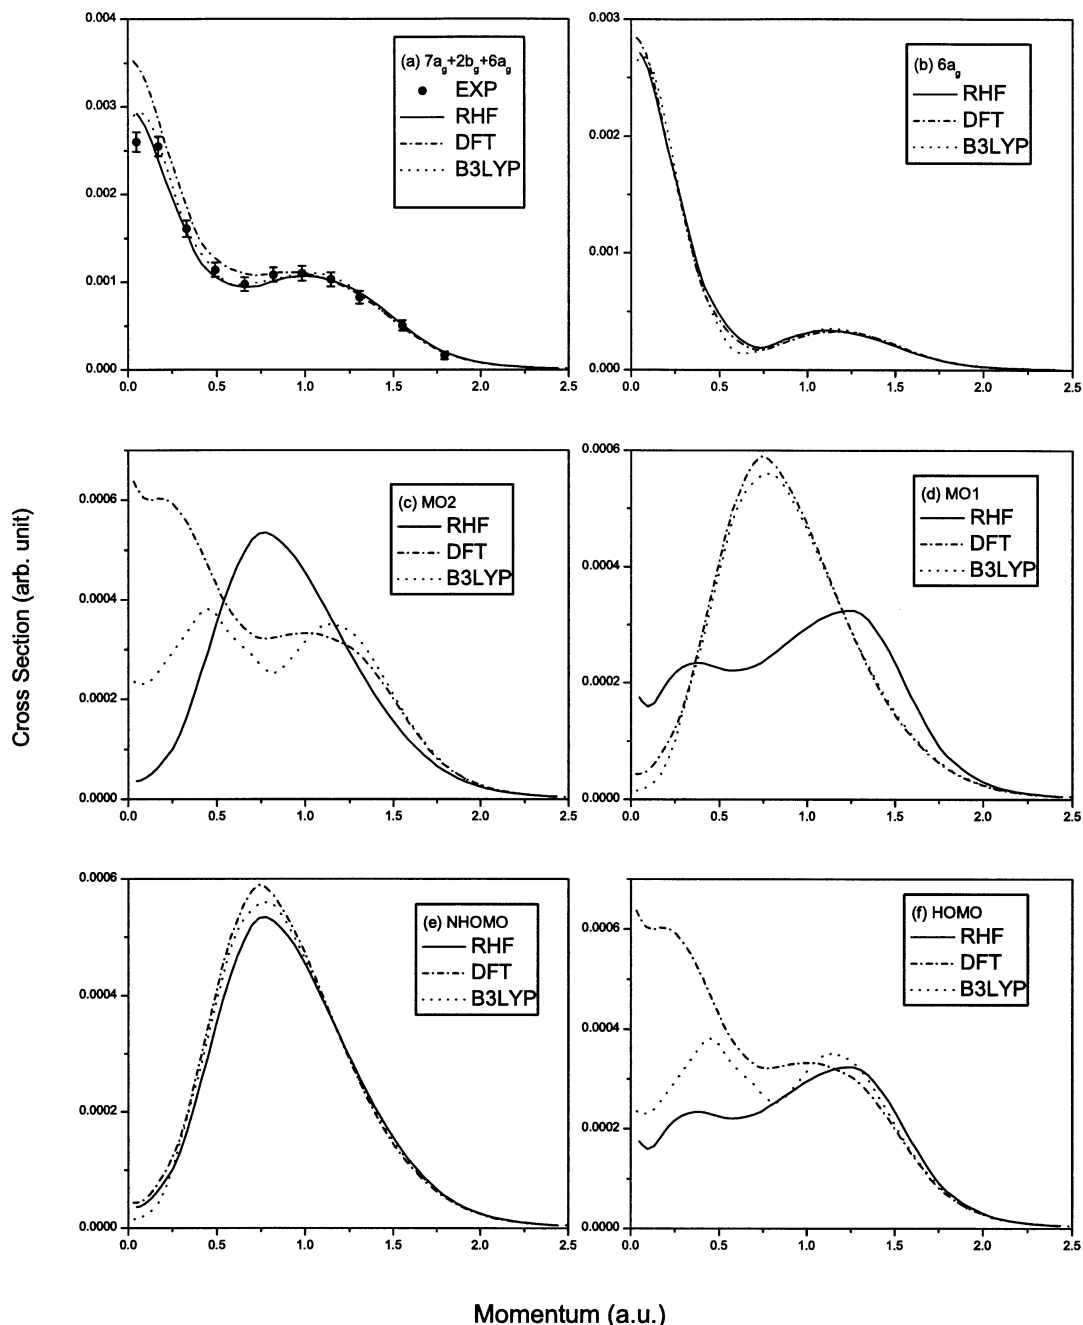 0.004
0.003
0.002
0.001
0.000
0.0 0.5 1.0 1.5 2.0 2.5
(a) 7ag+2bg+6ag
EXP
RHF
DFT
B3LYP
0.003
0.002
0.001
0.000
0.0 0.5 1.0 1.5 2.0 2.5
(b) 6ag
RHF
DFT
B3LYP
Cross Section (arb. unit)
0.0006
0.0004
0.0002
0.0000
0.0 0.5 1.0 1.5 2.0 2.5
(c) MO2
RHF
DFT
B3LYP
0.0006
0.0004
0.0002
0.0000
0.0 0.5 1.0 1.5 2.0 2.5
(d) MO1
RHF
DFT
B3LYP
0.0006
0.0004
0.0002
0.0000
0.0 0.5 1.0 1.5 2.0 2.5
(e) NHOMO
RHF
DFT
B3LYP
0.0006
0.0004
0.0002
0.0000
0.0 0.5 1.0 1.5 2.0 2.5
(f) HOMO
RHF
DFT
B3LYP
Momentum (a.u.)